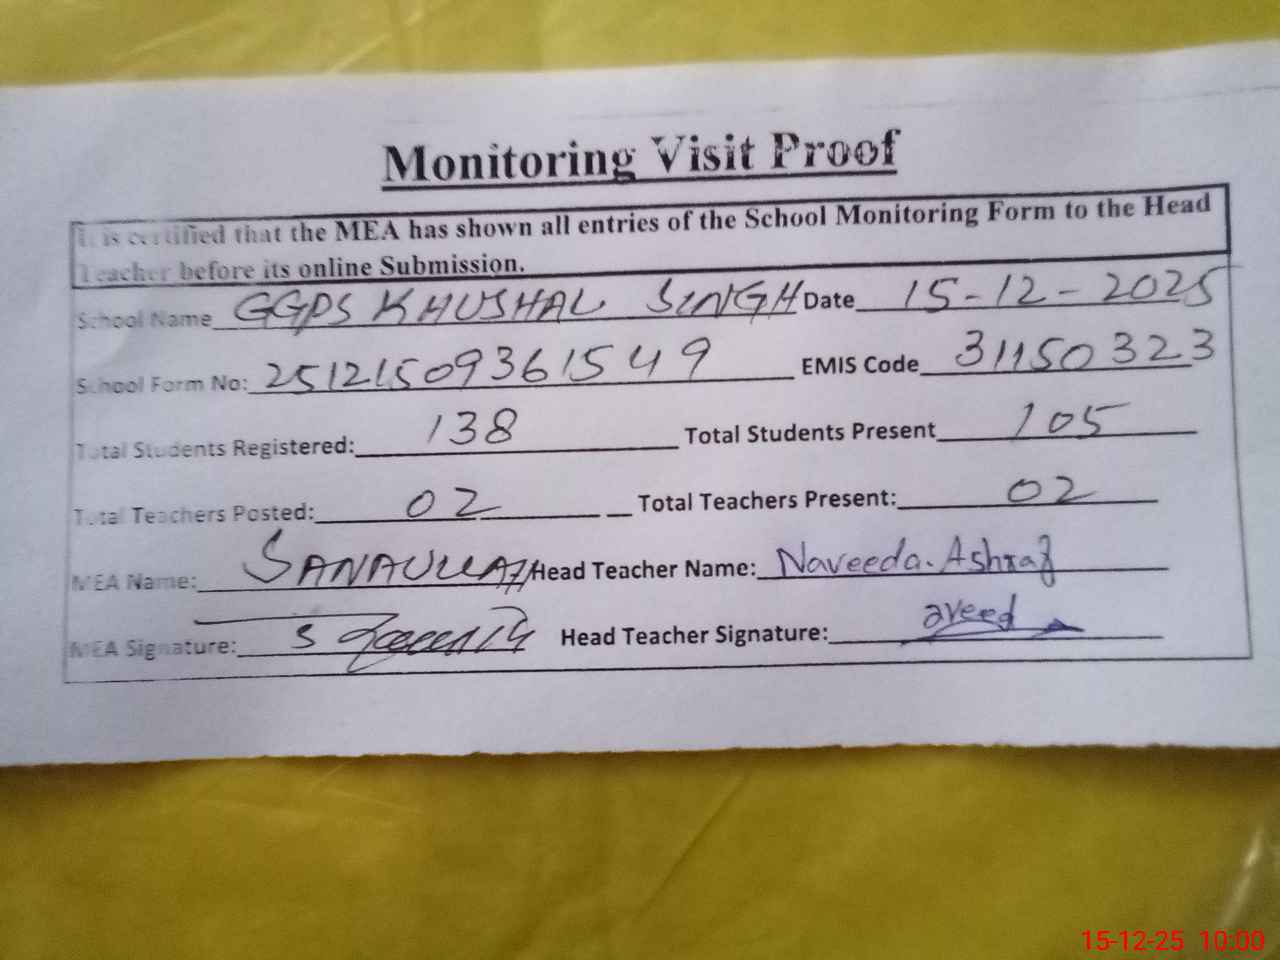 Monitoring Visit Proof
It is certified that the MEA has shown all entries of the School Monitoring Form to the Head
Teacher before its online Submission.
School Name GGPS KHUSHAL SINGH Date 15-12-2025
School Form No: 25121509361549 EMIS Code 31150323
Total Students Registered: 138 Total Students Present 105
Total Teachers Posted: 02 Total Teachers Present: 02
MEA Name: SANAULLAH Head Teacher Name: Naveeda. Ashraf
MEA Signature: Head Teacher Signature: aveed
15-12-25 10:00